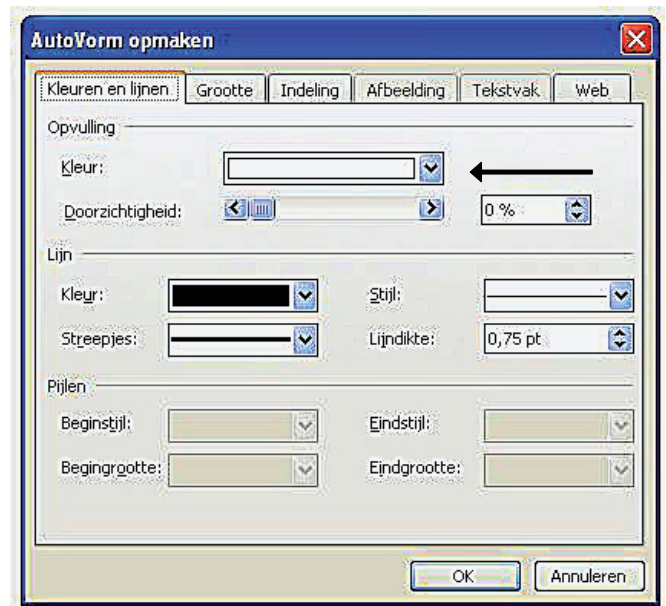 AutoVorm opmaken
Kleuren en lijnen Grootte Indeling Afbeelding Tekstvak Web
Opvulling
Kleur:
Doorzichtigheid: 0 %
Lijn
Kleur: Stijl:
Streepjes: Lijndikte: 0,75 pt
Pijlen
Beginstijl: Eindstijl:
Begingrootte: Eindgrootte:
OK Annuleren